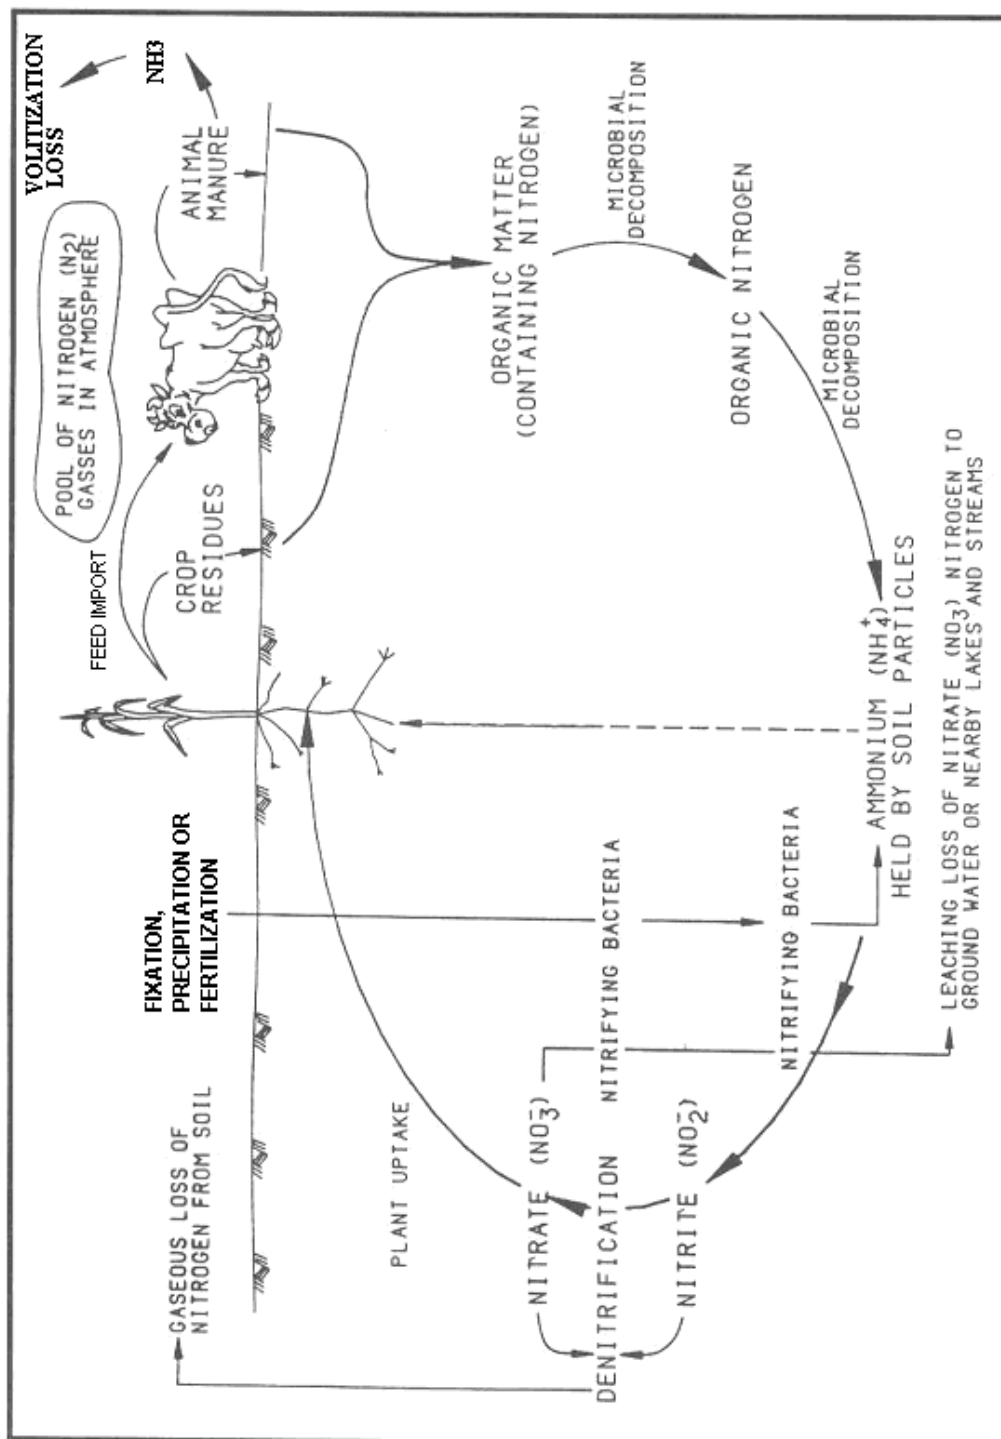 VOLITIZATION
LOSS
NH3
POOL OF NITROGEN (N2)
GASSES IN ATMOSPHERE
ANIMAL
MANURE
FEED IMPORT
CROP
RESIDUES
FIXATION,
PRECIPITATION OR
FERTILIZATION
GASEOUS LOSS OF
NITROGEN FROM SOIL
ORGANIC MATTER
(CONTAINING NITROGEN)
MICROBIAL
DECOMPOSITION
ORGANIC NITROGEN
MICROBIAL
DECOMPOSITION
AMMONIUM (NH4+)
HELD BY SOIL PARTICLES
NITRIFYING BACTERIA
NITRITE (NO2-)
NITRIFYING BACTERIA
NITRATE (NO3-)
DENITRIFICATION
PLANT UPTAKE
LEACHING LOSS OF NITRATE (NO3) NITROGEN TO
GROUND WATER OR NEARBY LAKES AND STREAMS